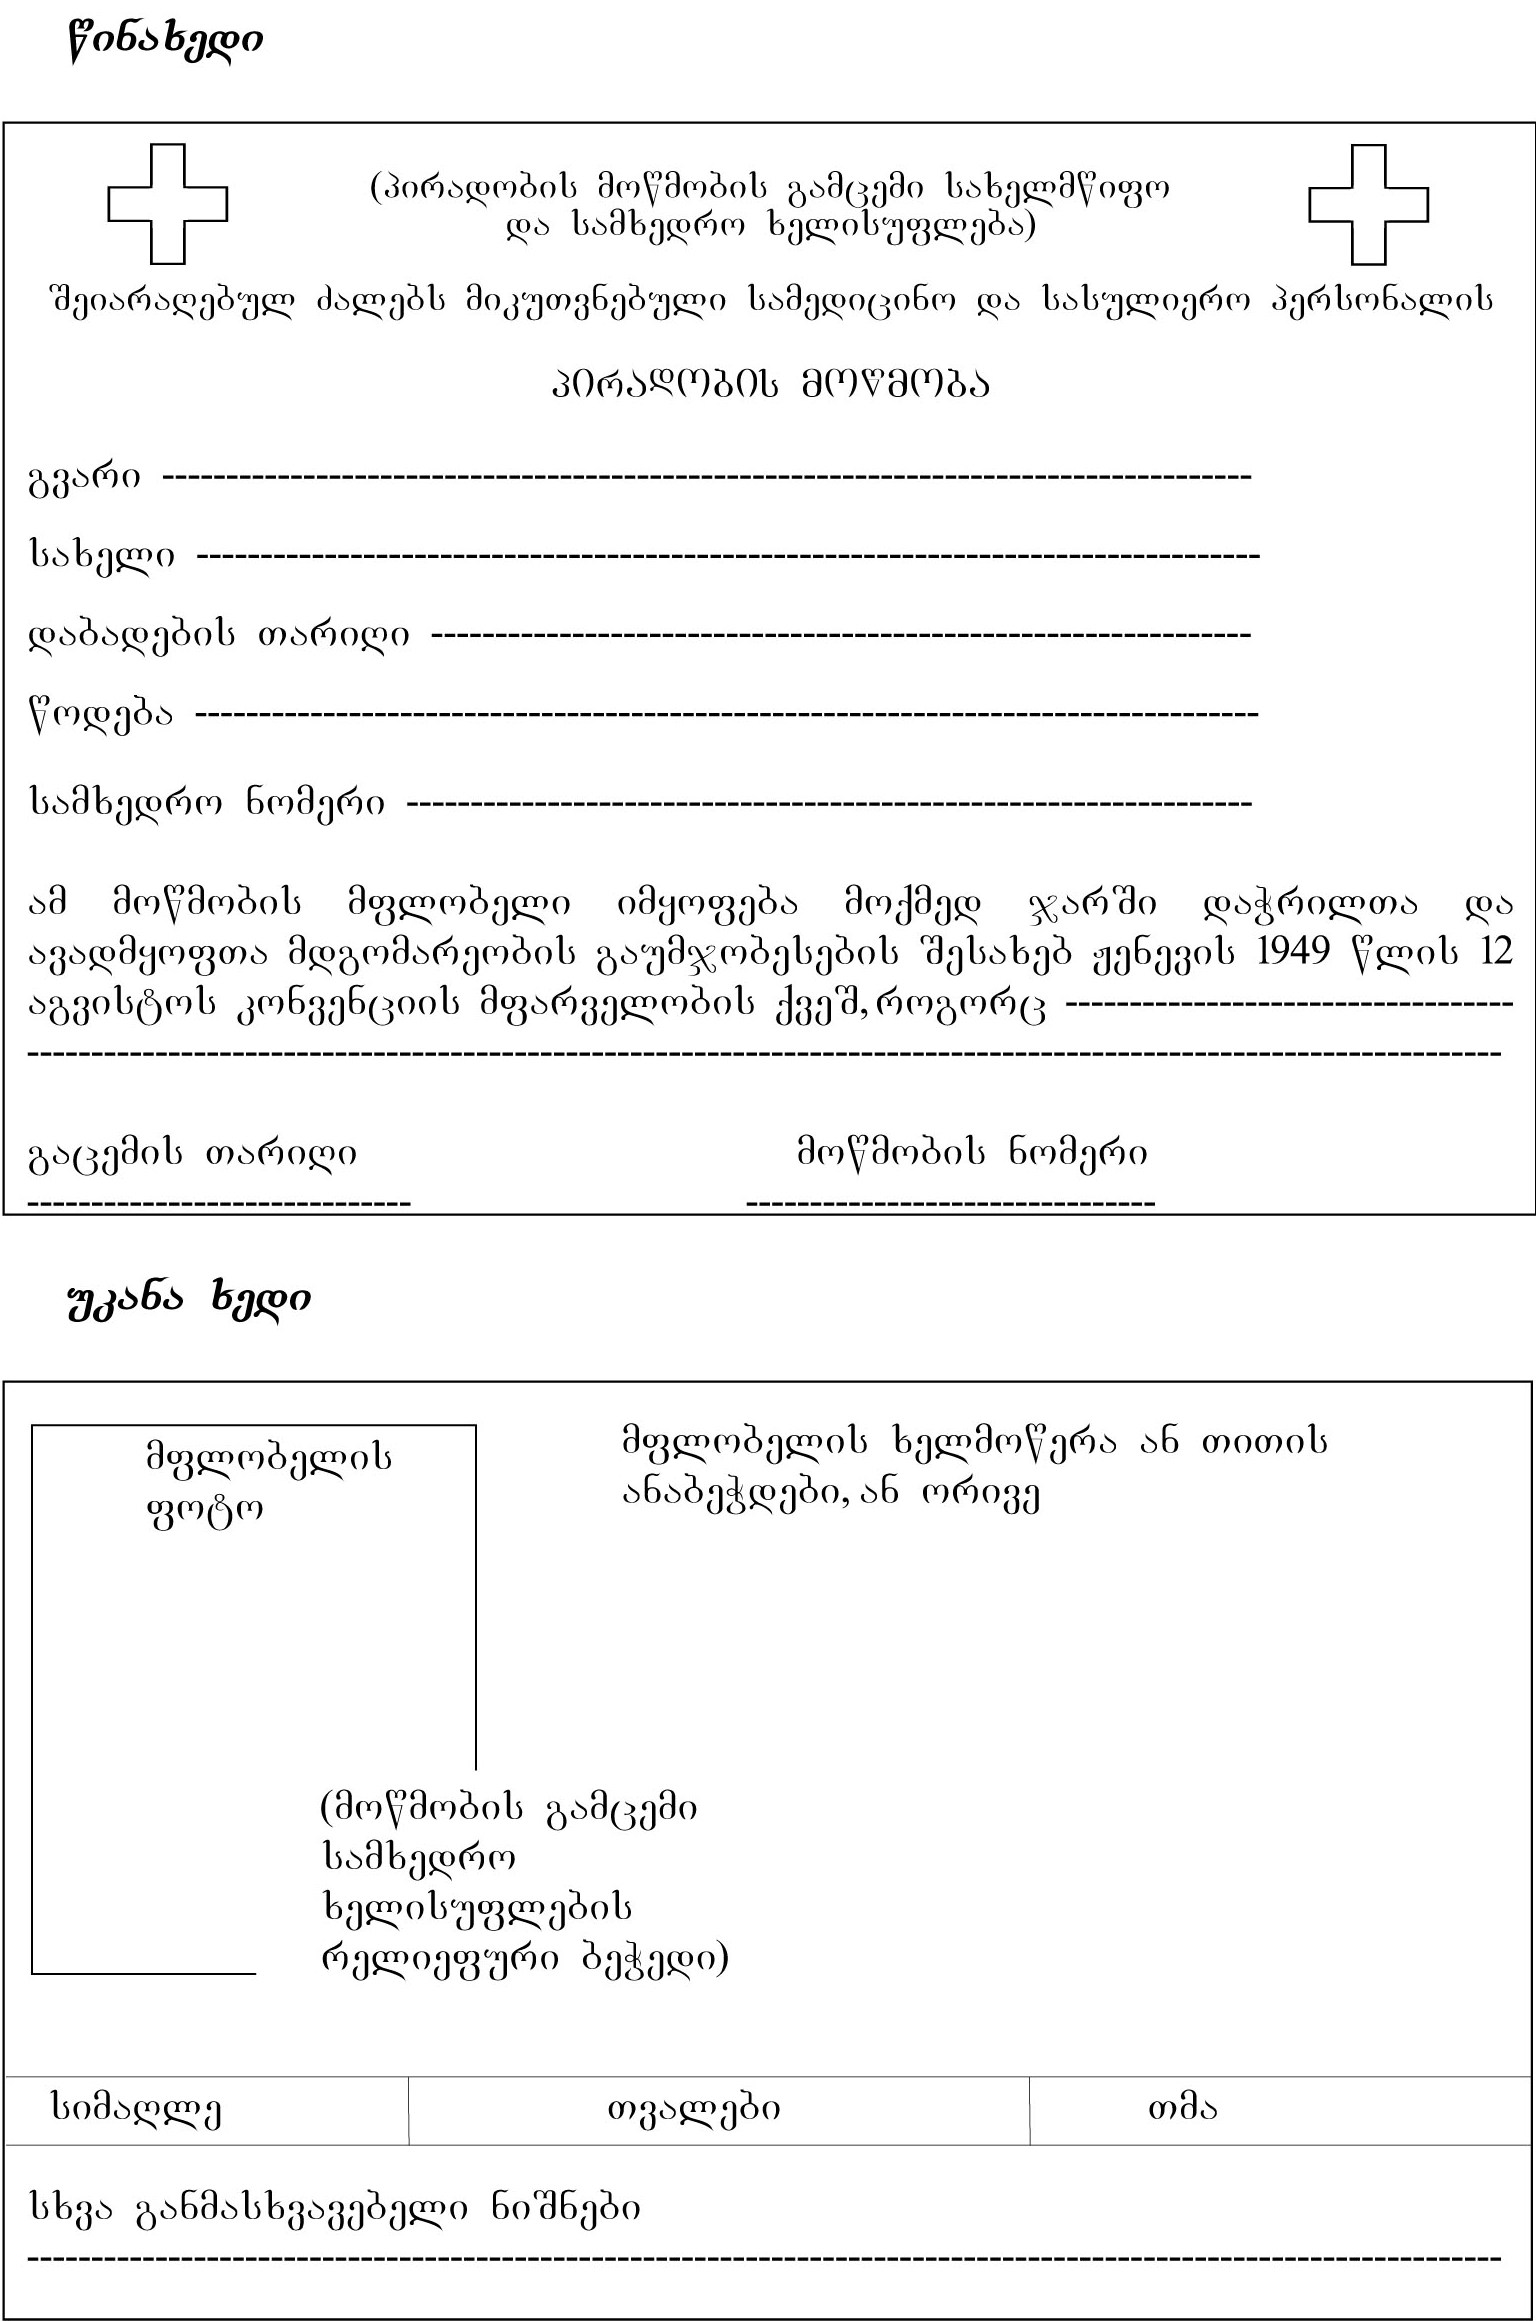 წინახედი
(პირადობის მოწმობის გამცემი სახელმწიფო
და სამხედრო ხელისუფლება)
შეიარაღებულ ძალებს მიკუთვნებული სამედიცინო და სასულიერო პერსონალის
ᲞᲘᲠᲐᲓᲝᲑᲘᲡ ᲛᲝᲬᲛᲝᲑᲐ
გვარი -------------------------------------------------------------------------------------
სახელი -----------------------------------------------------------------------------------
დაბადების თარიღი ----------------------------------------------------------------
წოდება -----------------------------------------------------------------------------------
სამხედრო ნომერი ------------------------------------------------------------------
ამ მოწმობის მფლობელი იმყოფება მოქმედ ჯარში დაჭრილთა და
ავადმყოფთა მდგომარეობის გაუმჯობესების შესახებ ჟენევის 1949 წლის 12
აგვისტოს კონვენციის მფარველობის ქვეშ, როგორც -----------------------------------
-------------------------------------------------------------------------------------------------------------------
გაცემის თარიღი მოწმობის ნომერი
------------------------------ --------------------------------
უკანა ხედი
მფლობელის ხელმოწერა ან თითის
მფლობელის
ანაბეჭდები, ან ორივე
ფოტო
(მოწმობის გამცემი
სამხედრო
ხელისუფლების
რელიეფური ბეჭედი)
სიმაღლე თვალები თმა
სხვა განმასხვავებელი ნიშნები
-------------------------------------------------------------------------------------------------------------------